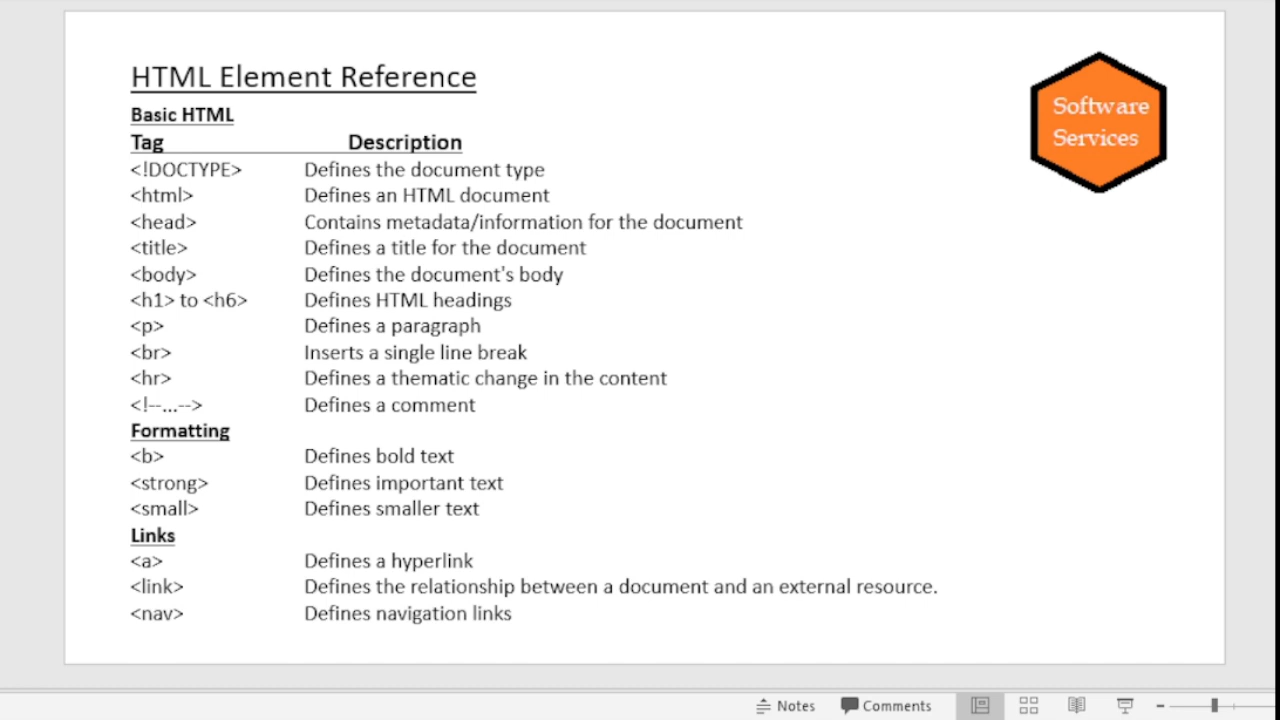 HTML Element Reference
Software
Services
Basic HTML
Tag Description
<!DOCTYPE> Defines the document type
<html> Defines an HTML document
<head> Contains metadata/information for the document
<title> Defines a title for the document
<body> Defines the document's body
<h1> to <h6> Defines HTML headings
<p> Defines a paragraph
<br> Inserts a single line break
<hr> Defines a thematic change in the content
<!--...--> Defines a comment
Formatting
<b> Defines bold text
<strong> Defines important text
<small> Defines smaller text
Links
<a> Defines a hyperlink
<link> Defines the relationship between a document and an external resource.
<nav> Defines navigation links
Notes Comments